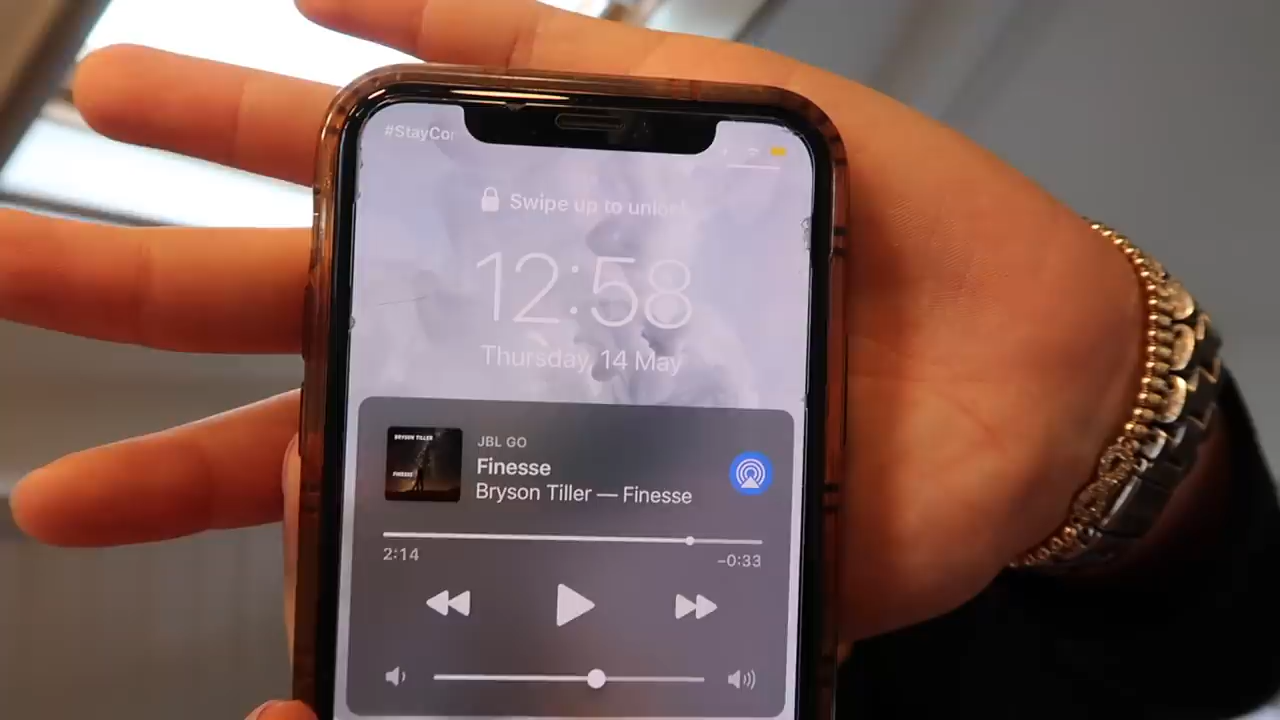 #StayCo
Swipe up to unlock
12:58
Thursday, 14 May
BRYSON TILLER
FINESSE
JBL GO
Finesse
Bryson Tiller — Finesse
2:14
-0:33